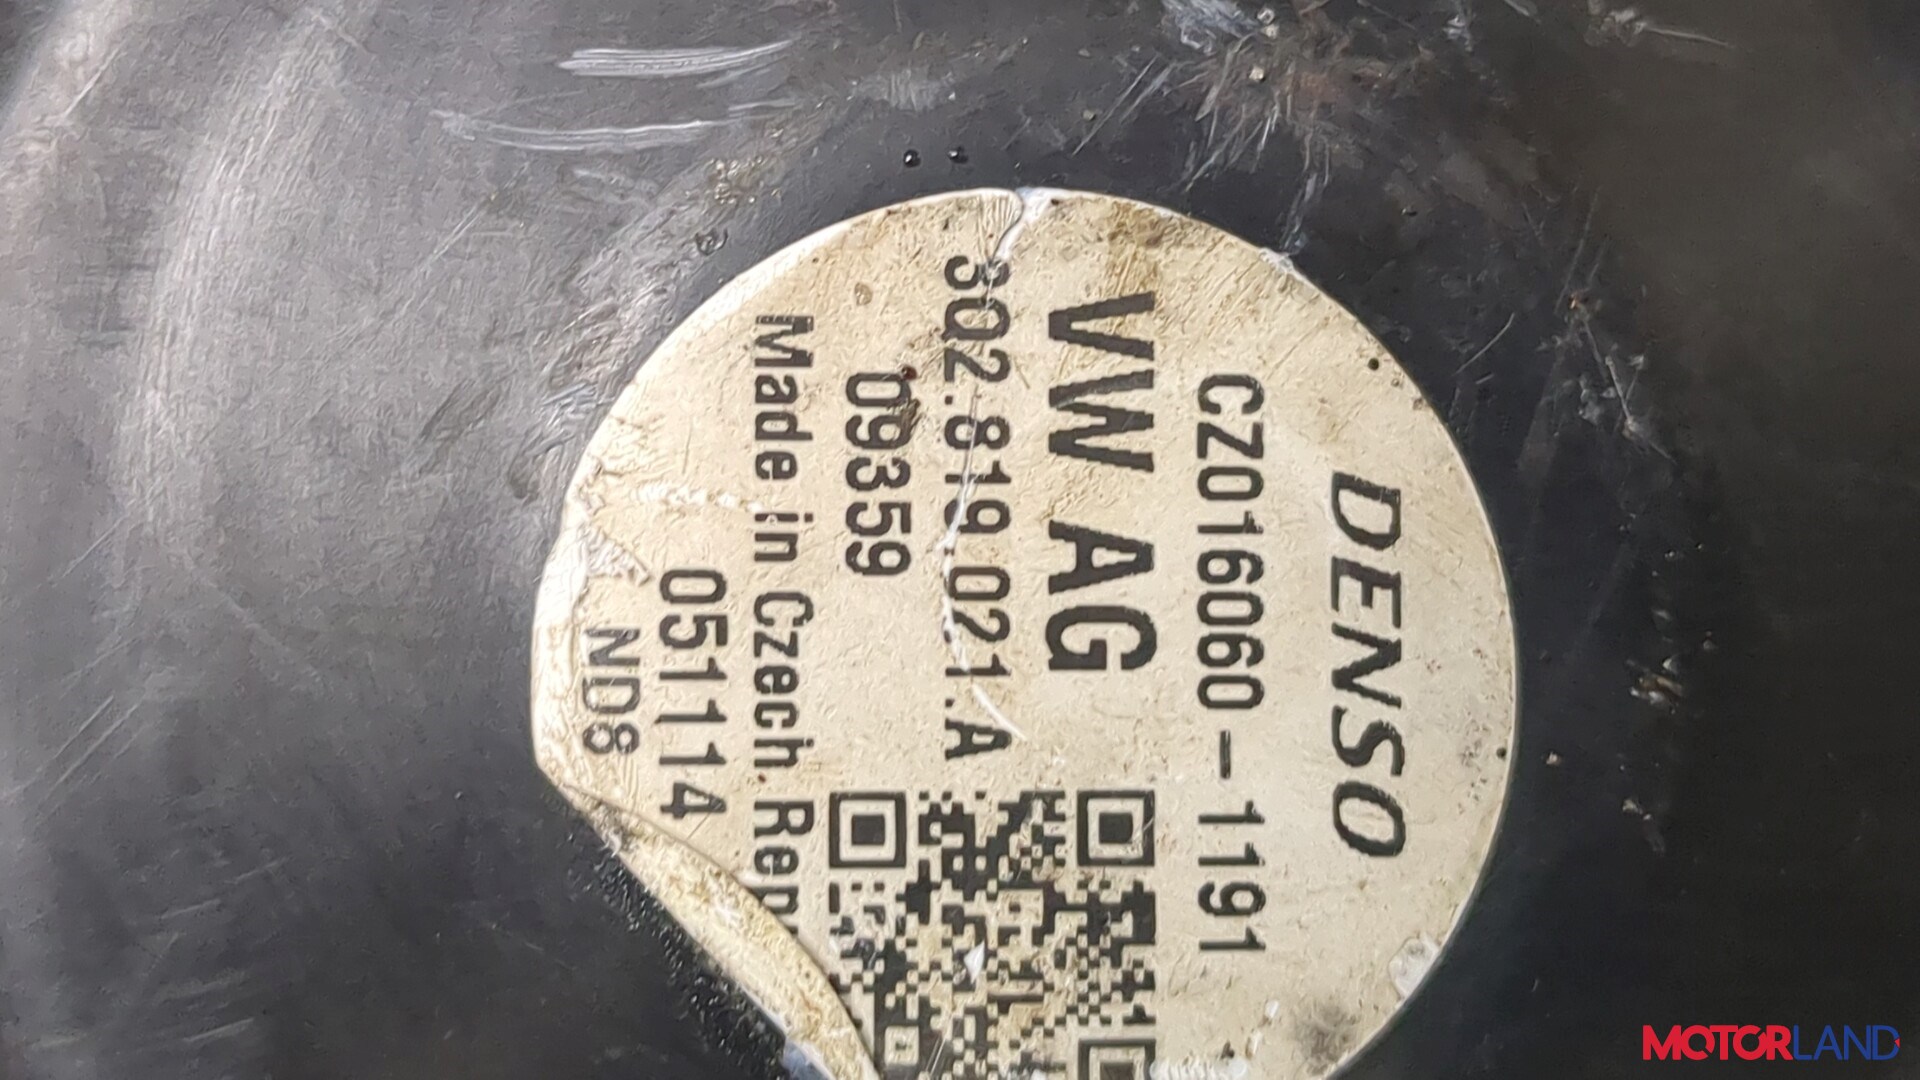 DENSO
CZ016060-1191
VW AG
3Q2.819.021.A
09359
Made in Czech Rep
051114
ND8
MOTORLAND